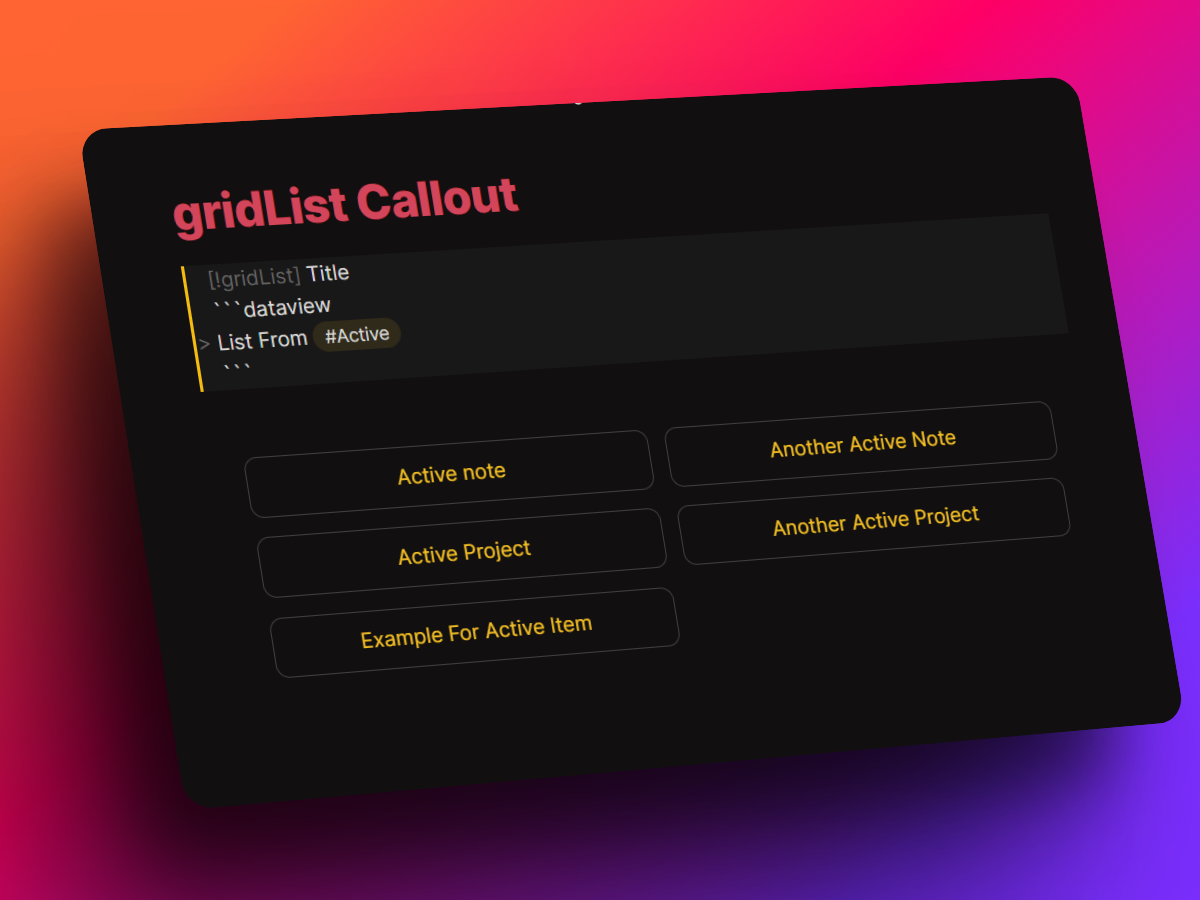 gridList Callout
[!gridList] Title
```dataview
> List From #Active
```
Active note
Another Active Note
Active Project
Another Active Project
Example For Active Item